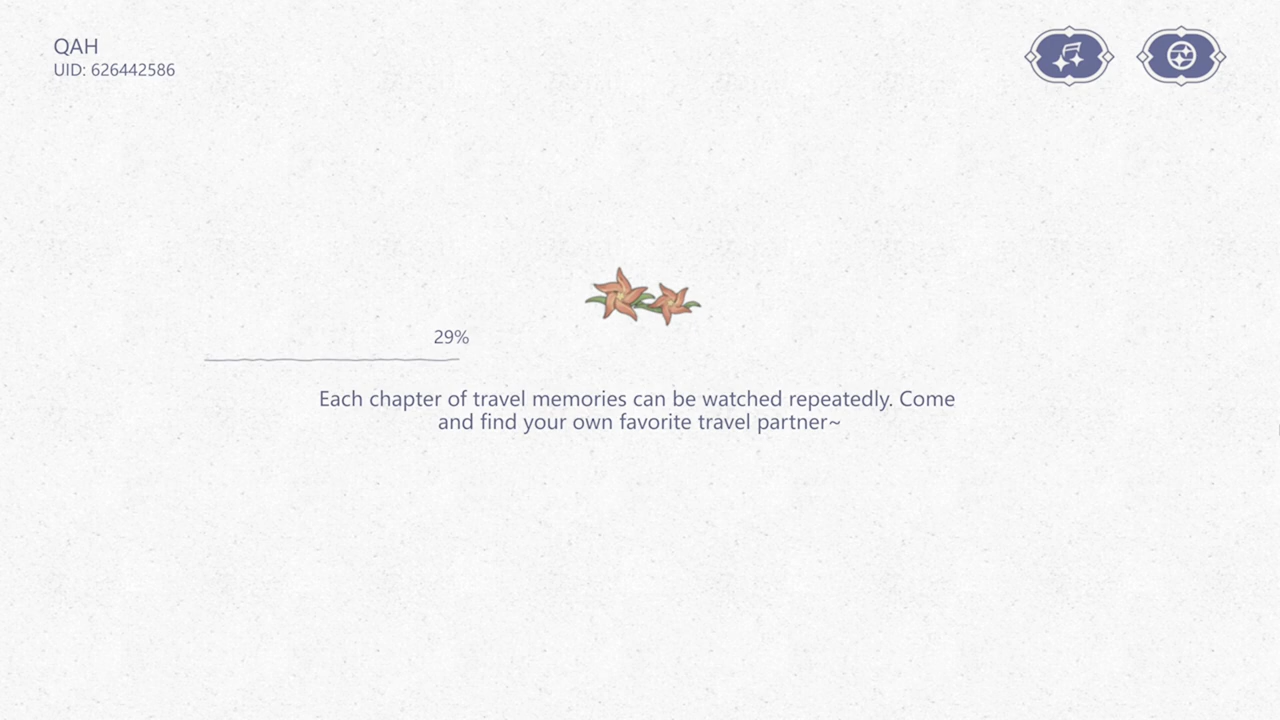 QAH
UID: 626442586
29%
Each chapter of travel memories can be watched repeatedly. Come
and find your own favorite travel partner~